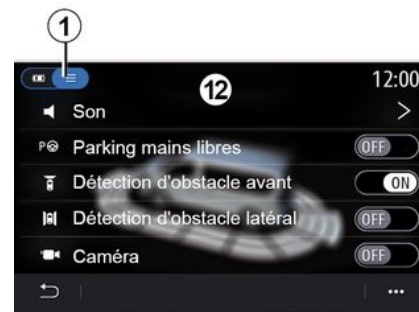 1
12
12:00
Son
Parking mains libres
OFF
Détection d'obstacle avant
ON
Détection d'obstacle latéral
OFF
Caméra
OFF